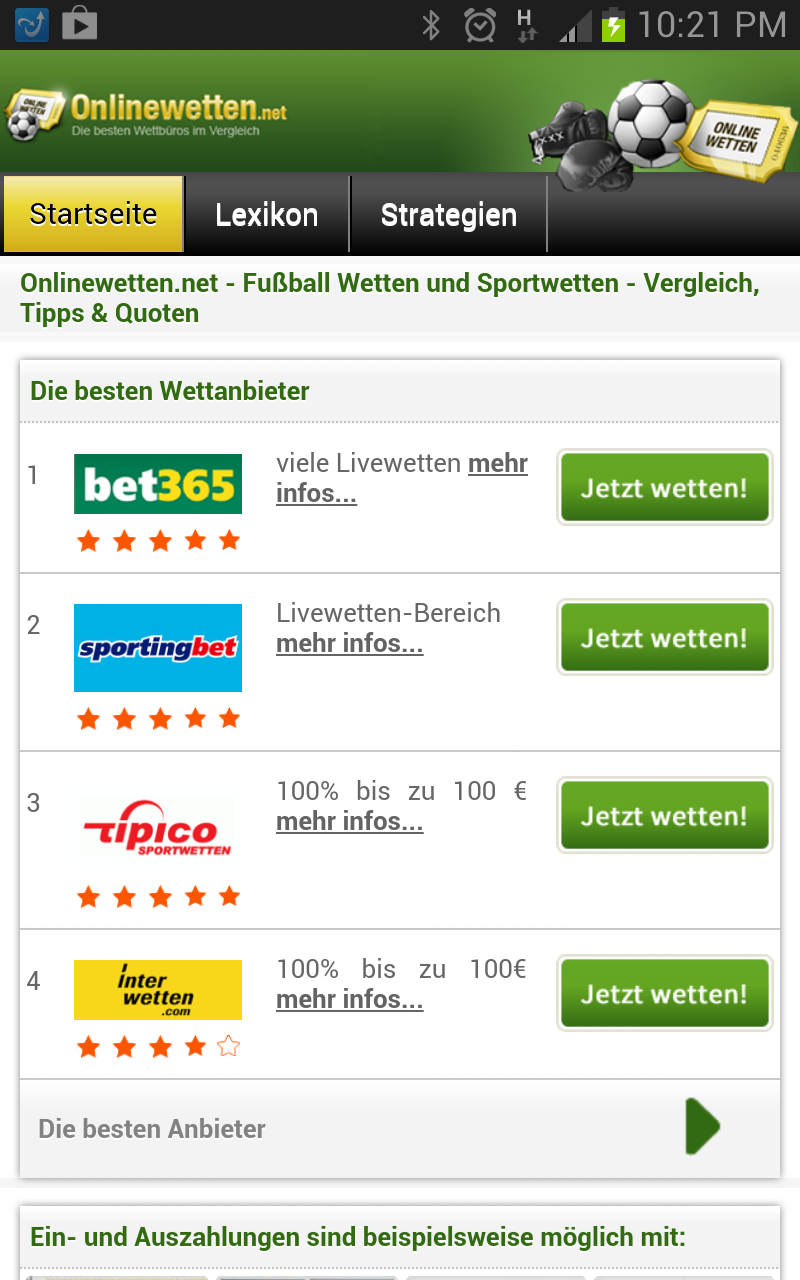 H
10:21 PM
ONLINE
WETTEN
Onlinewetten.net
Die besten Wettbüros im Vergleich
ONLINE
WETTEN
Startseite
Lexikon
Strategien
Onlinewetten.net - Fußball Wetten und Sportwetten - Vergleich,
Tipps & Quoten
Die besten Wettanbieter
1
bet365
viele Livewetten mehr
infos...
Jetzt wetten!
2
sportingbet
Livewetten-Bereich
mehr infos...
Jetzt wetten!
3
tipico
SPORTWETTEN
100% bis zu 100 €
mehr infos...
Jetzt wetten!
4
inter
wetten
.com
100% bis zu 100€
mehr infos...
Jetzt wetten!
Die besten Anbieter
Ein- und Auszahlungen sind beispielsweise möglich mit: